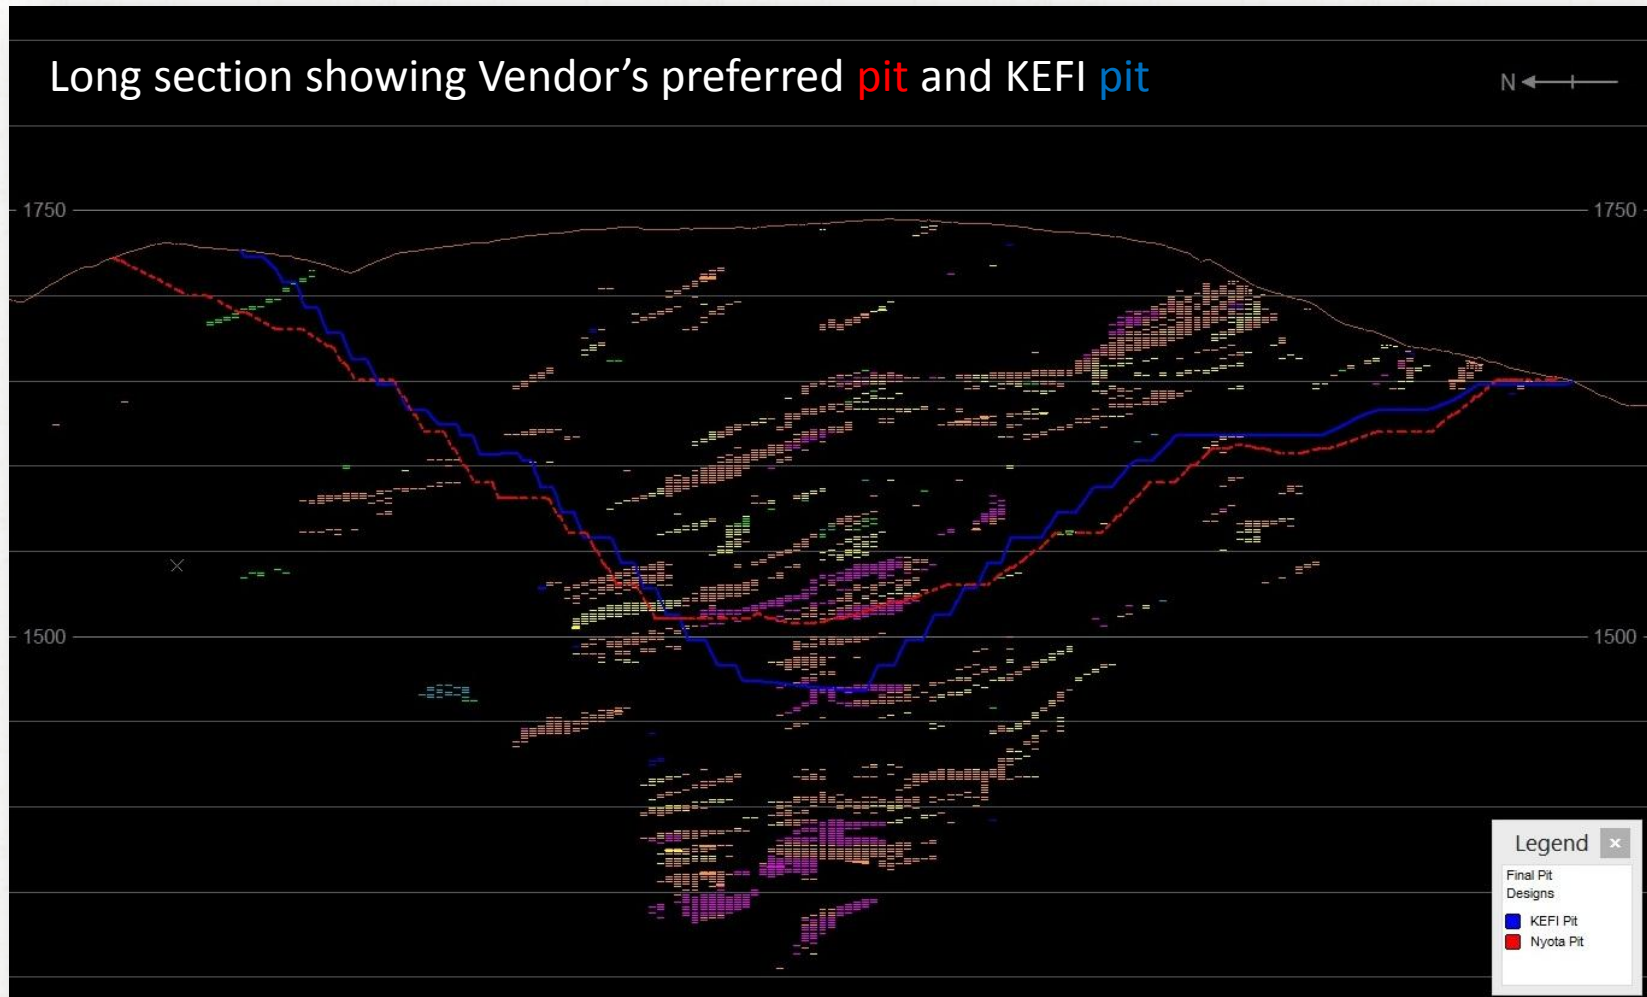 Long section showing Vendor's preferred pit and KEFI pit
N
1750 1750
1500 1500
Legend
Final Pit
Designs
KEFI Pit
Nyota Pit